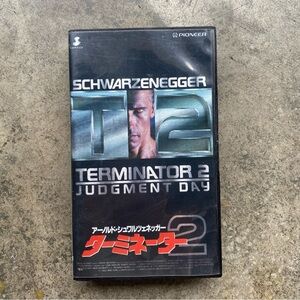 PIONEER
SCHWARZENEGGER
T2
TERMINATOR 2
JUDGMENT DAY
アーノルド・シュワルツェネッガー
ターミネーター2